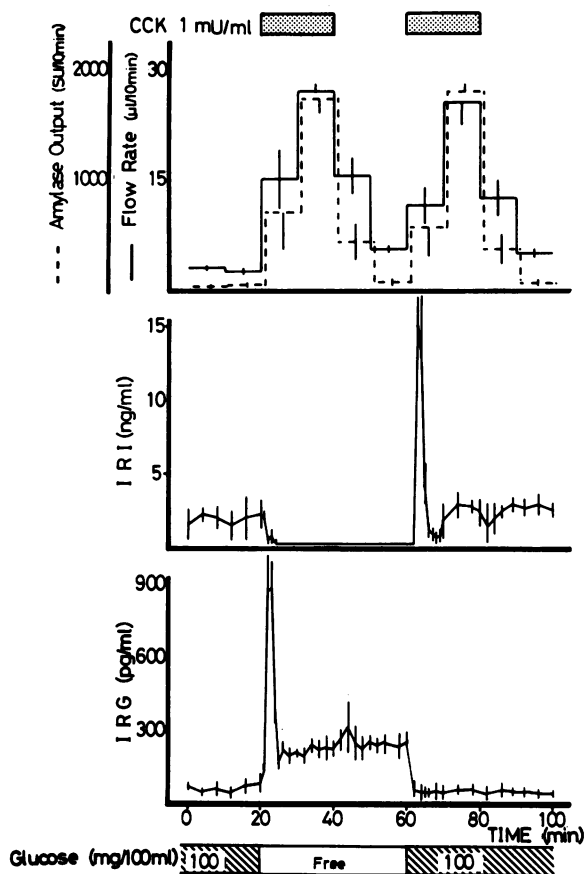 CCK 1 mU/ml
Amylase Output (SU/10min)
2000
1000
Flow Rate (μl/10min)
30
15
IRI (ng/ml)
15
10
5
IRG (pg/ml)
900
600
300
0 20 40 60 80 100
TIME (min)
Glucose (mg/100ml) 100 Free 100